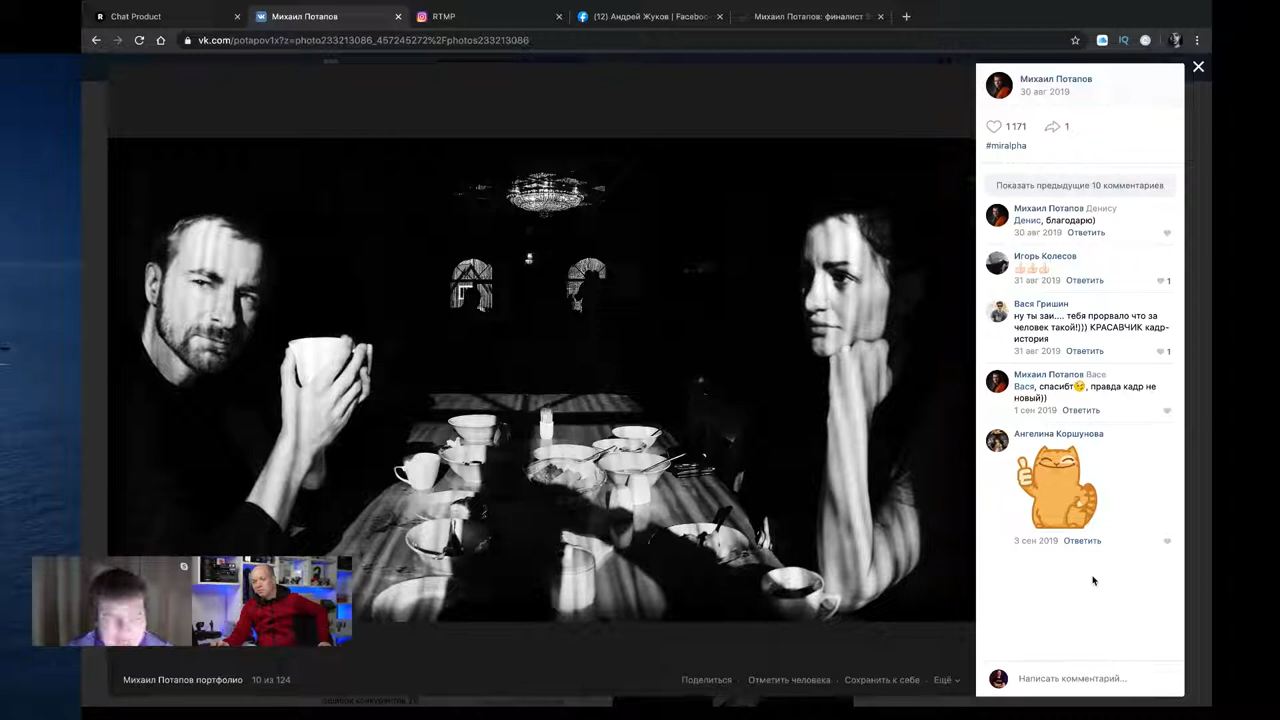 Chat Product
Михаил Потапов
RTMP
(12) Андрей Жуков | Facebook
Михаил Потапов: финалист
vk.com/potapov1x?z=photo233213086_457245272%2Fphotos233213086
Михаил Потапов
30 авг 2019
1 171
1
#miralpha
Показать предыдущие 10 комментариев
Михаил Потапов Денису
Денис, благодарю)
30 авг 2019 Ответить
Игорь Колесов
31 авг 2019 Ответить
1
Вася Гришин
ну ты заи.... тебя прорвало что за
человек такой!))) КРАСАВЧИК кадр-
история
31 авг 2019 Ответить
1
Михаил Потапов Васе
Вася, спасибт, правда кадр не
новый))
1 сен 2019 Ответить
Ангелина Коршунова
3 сен 2019 Ответить
Михаил Потапов портфолио
10 из 124
Поделиться
Отметить человека
Сохранить к себе
Ещё
Написать комментарий...